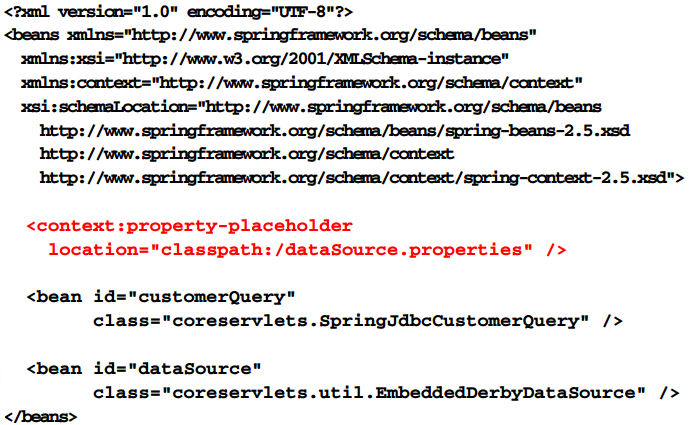 <?xml version="1.0" encoding="UTF-8"?>
<beans xmlns="http://www.springframework.org/schema/beans"
xmlns:xsi="http://www.w3.org/2001/XMLSchema-instance"
xmlns:context="http://www.springframework.org/schema/context"
xsi:schemaLocation="http://www.springframework.org/schema/beans
http://www.springframework.org/schema/beans/spring-beans-2.5.xsd
http://www.springframework.org/schema/context
http://www.springframework.org/schema/context/spring-context-2.5.xsd">
<context:property-placeholder
location="classpath:/dataSource.properties" />
<bean id="customerQuery"
class="coreservlets.SpringJdbcCustomerQuery" />
<bean id="dataSource"
class="coreservlets.util.EmbeddedDerbyDataSource" />
</beans>